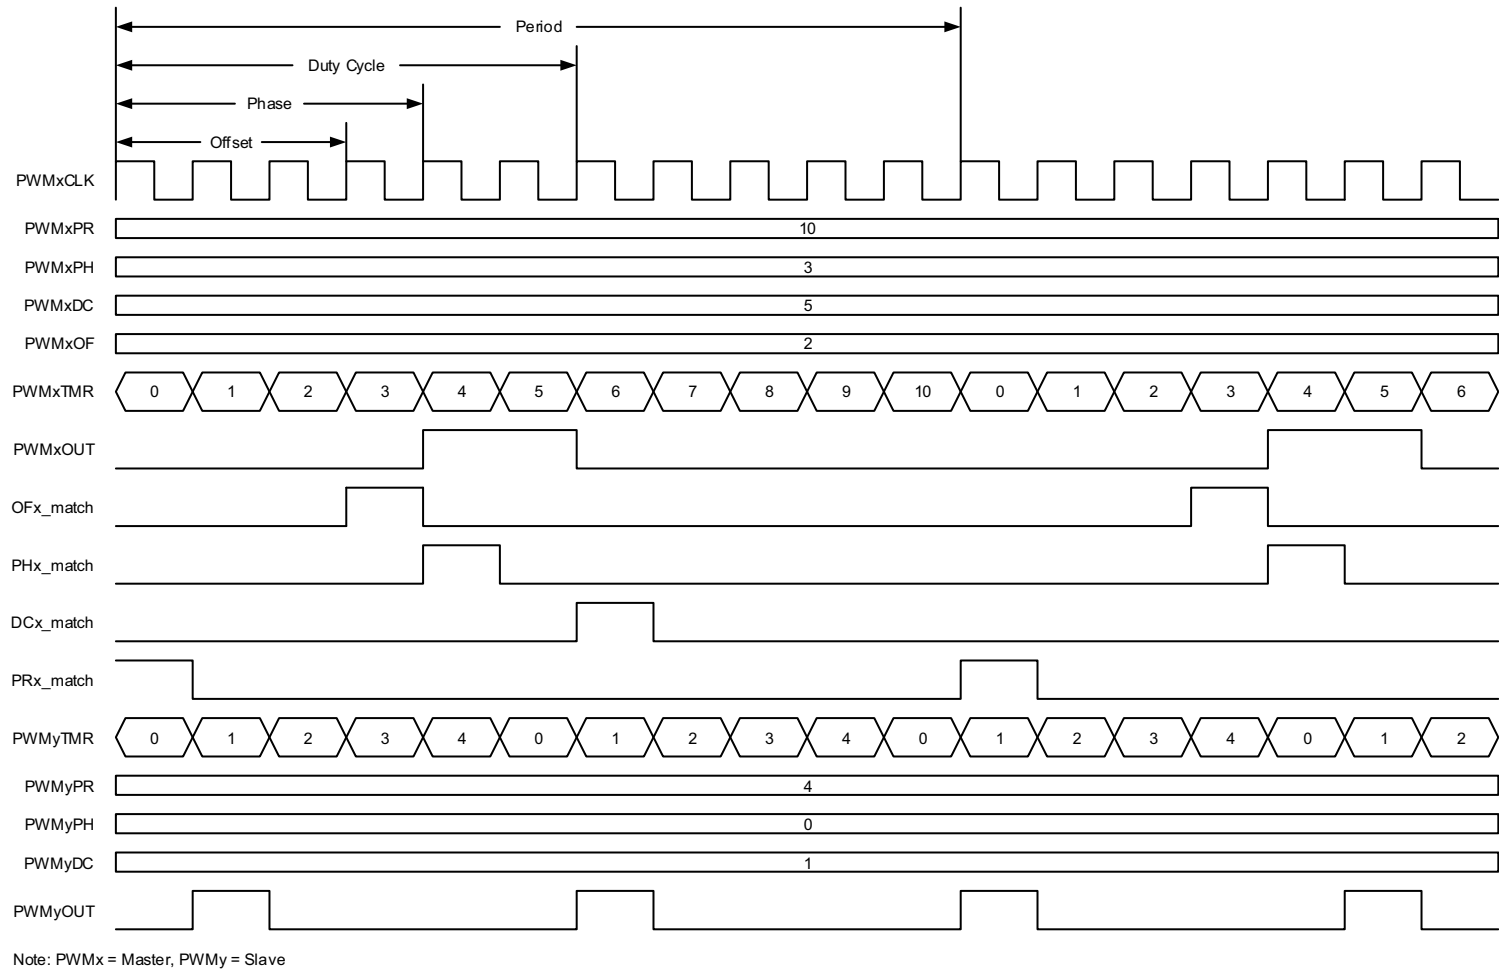 Period
Duty Cycle
Phase
Offset
PWMxCLK
PWMxPR 10
PWMxPH 3
PWMxDC 5
PWMxOF 2
PWMxTMR 0 1 2 3 4 5 6 7 8 9 10 0 1 2 3 4 5 6
PWMxOUT
OFx_match
PHx_match
DCx_match
PRx_match
PWMyTMR 0 1 2 3 4 0 1 2 3 4 0 1 2 3 4 0 1 2
PWMyPR 4
PWMyPH 0
PWMyDC 1
PWMyOUT
Note: PWMx = Master, PWMy = Slave